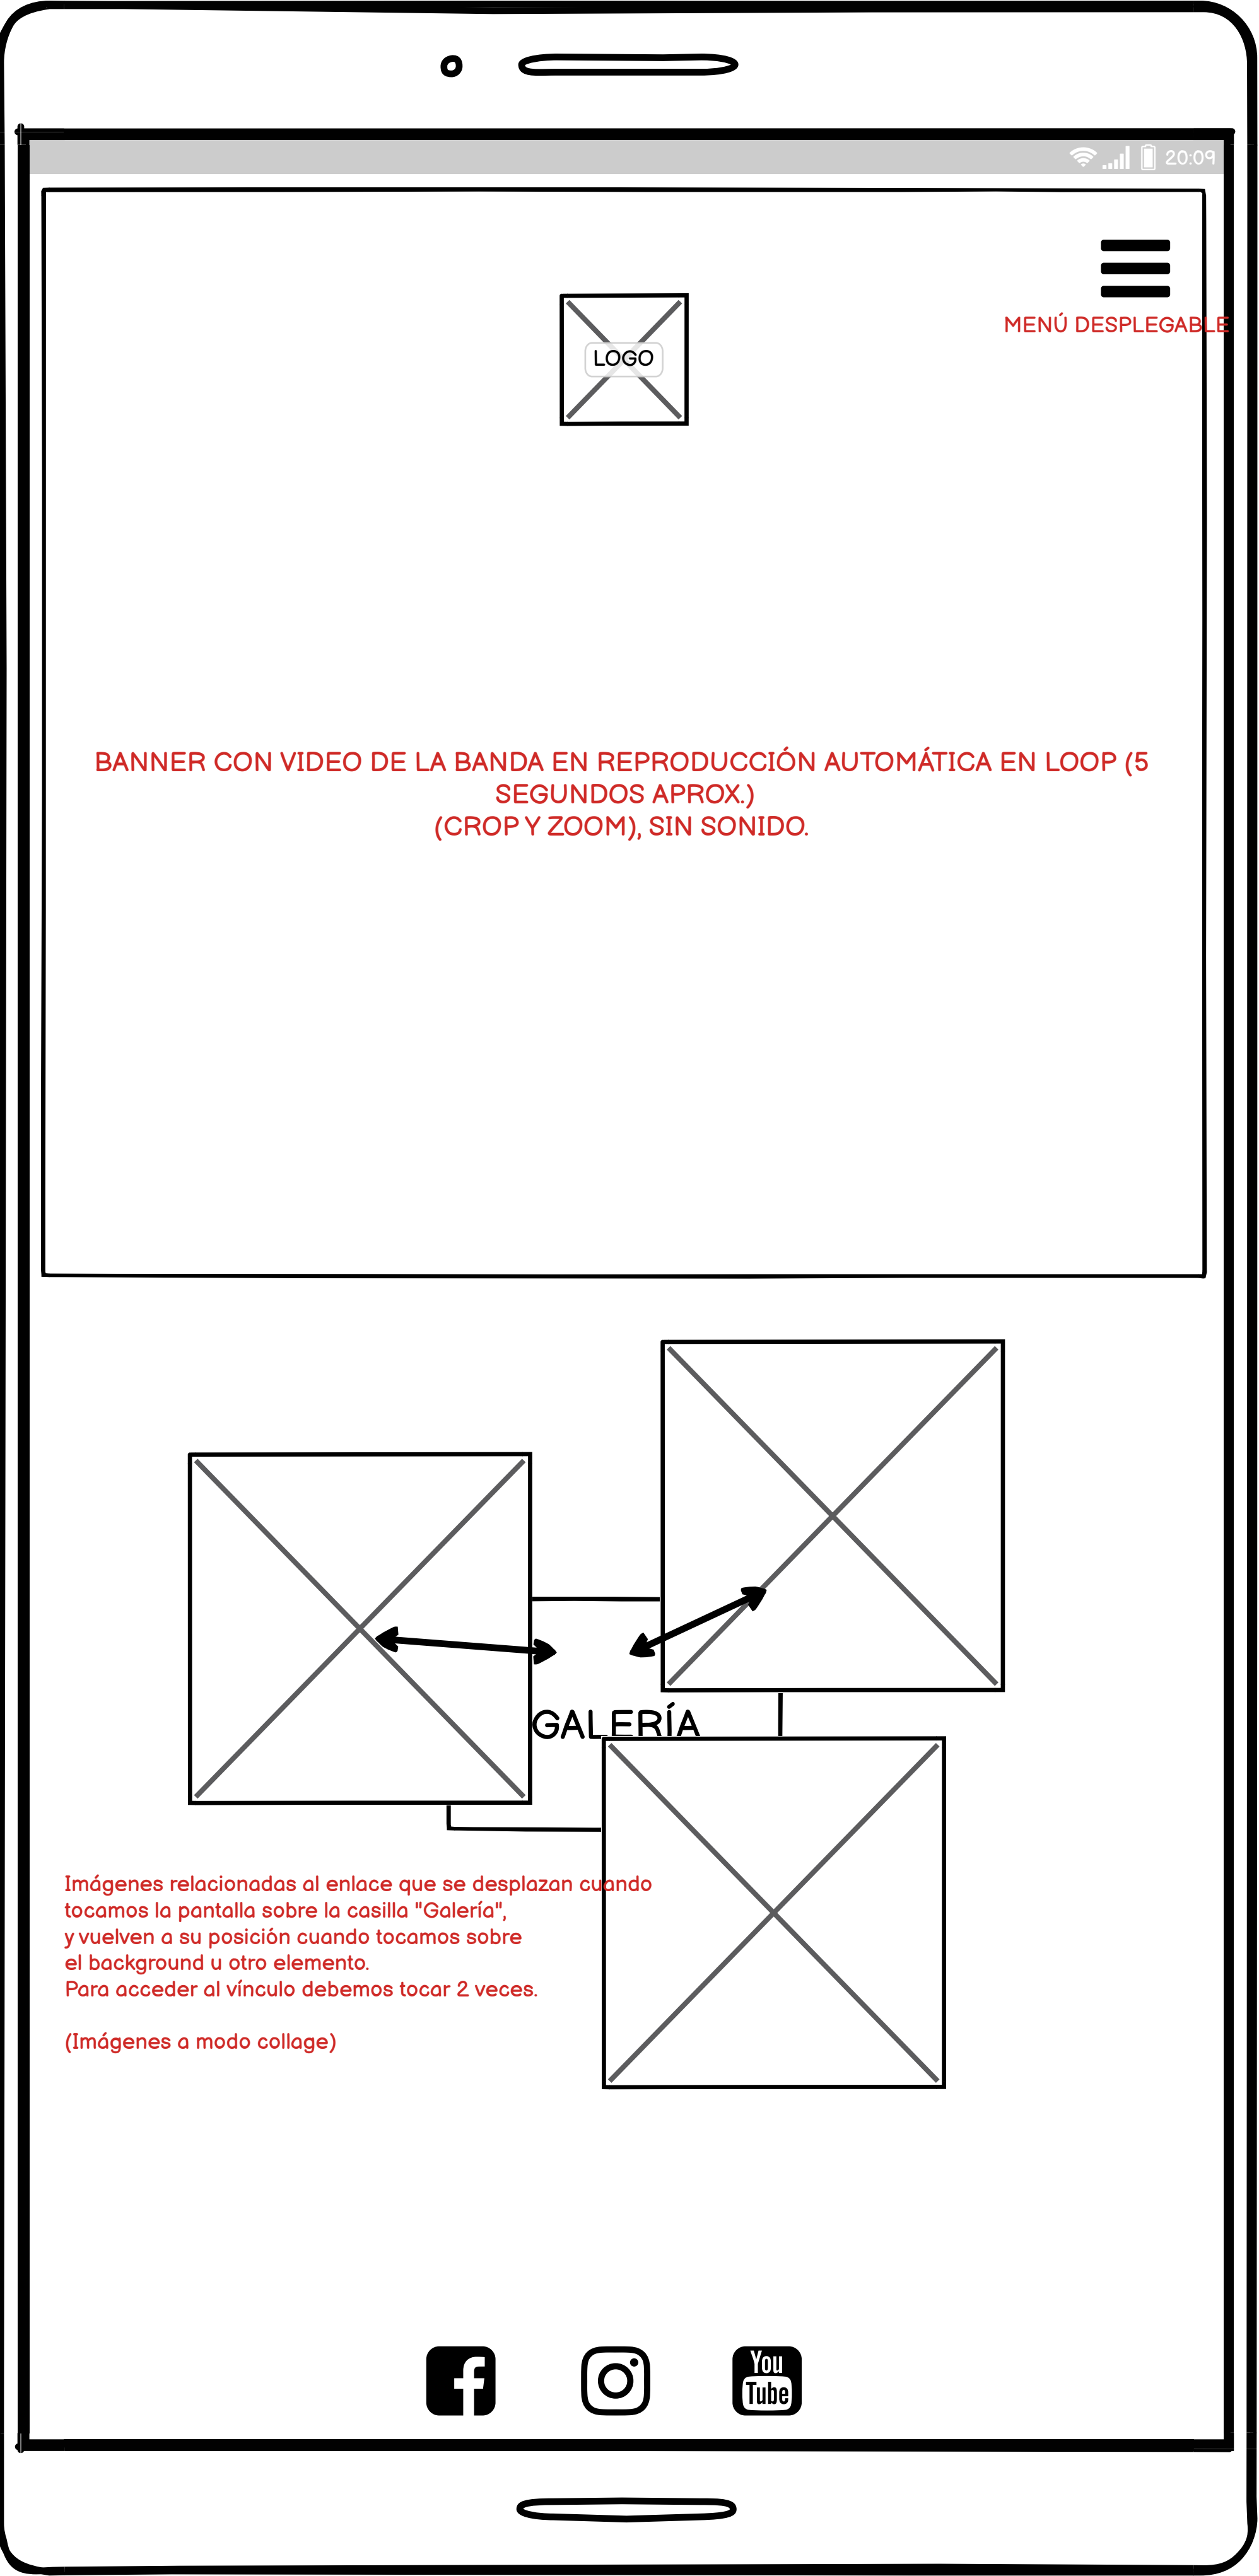 20:09
MENÚ DESPLEGABLE
LOGO
BANNER CON VIDEO DE LA BANDA EN REPRODUCCIÓN AUTOMÁTICA EN LOOP (5
SEGUNDOS APROX.)
(CROP Y ZOOM), SIN SONIDO.
GALERÍA
Imágenes relacionadas al enlace que se desplazan cuando
tocamos la pantalla sobre la casilla "Galería",
y vuelven a su posición cuando tocamos sobre
el background u otro elemento.
Para acceder al vínculo debemos tocar 2 veces.
(Imágenes a modo collage)
You
Tube